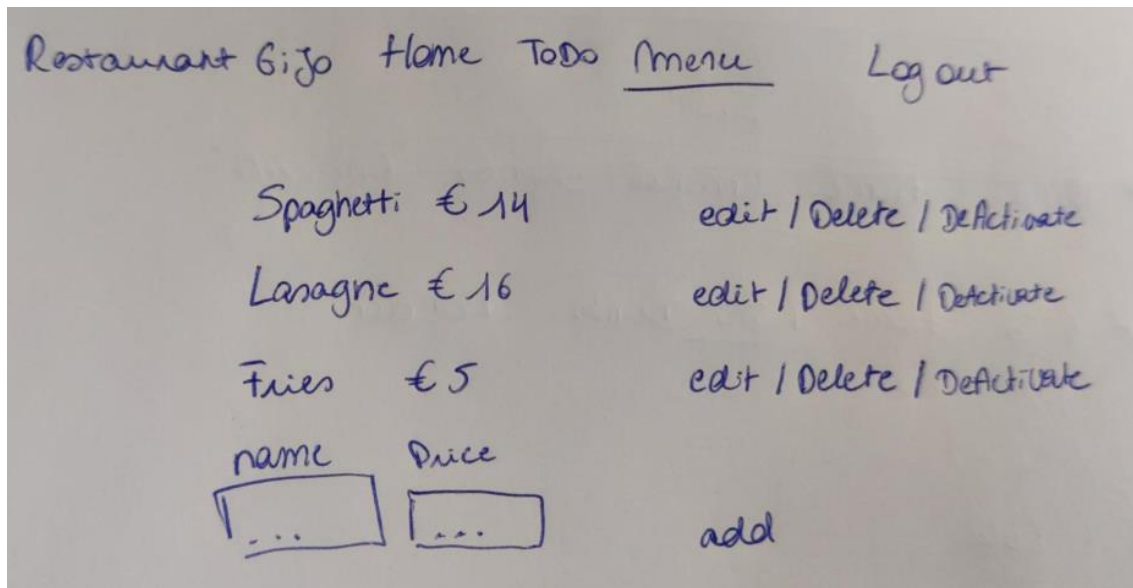 Restaurant GiJo Home ToDo Menu Log out
Spaghetti € 14 edit / Delete / DeActivate
Lasagne € 16 edit / Delete / DeActivate
Fries € 5 edit / Delete / DeActivate
name Price
... ... add